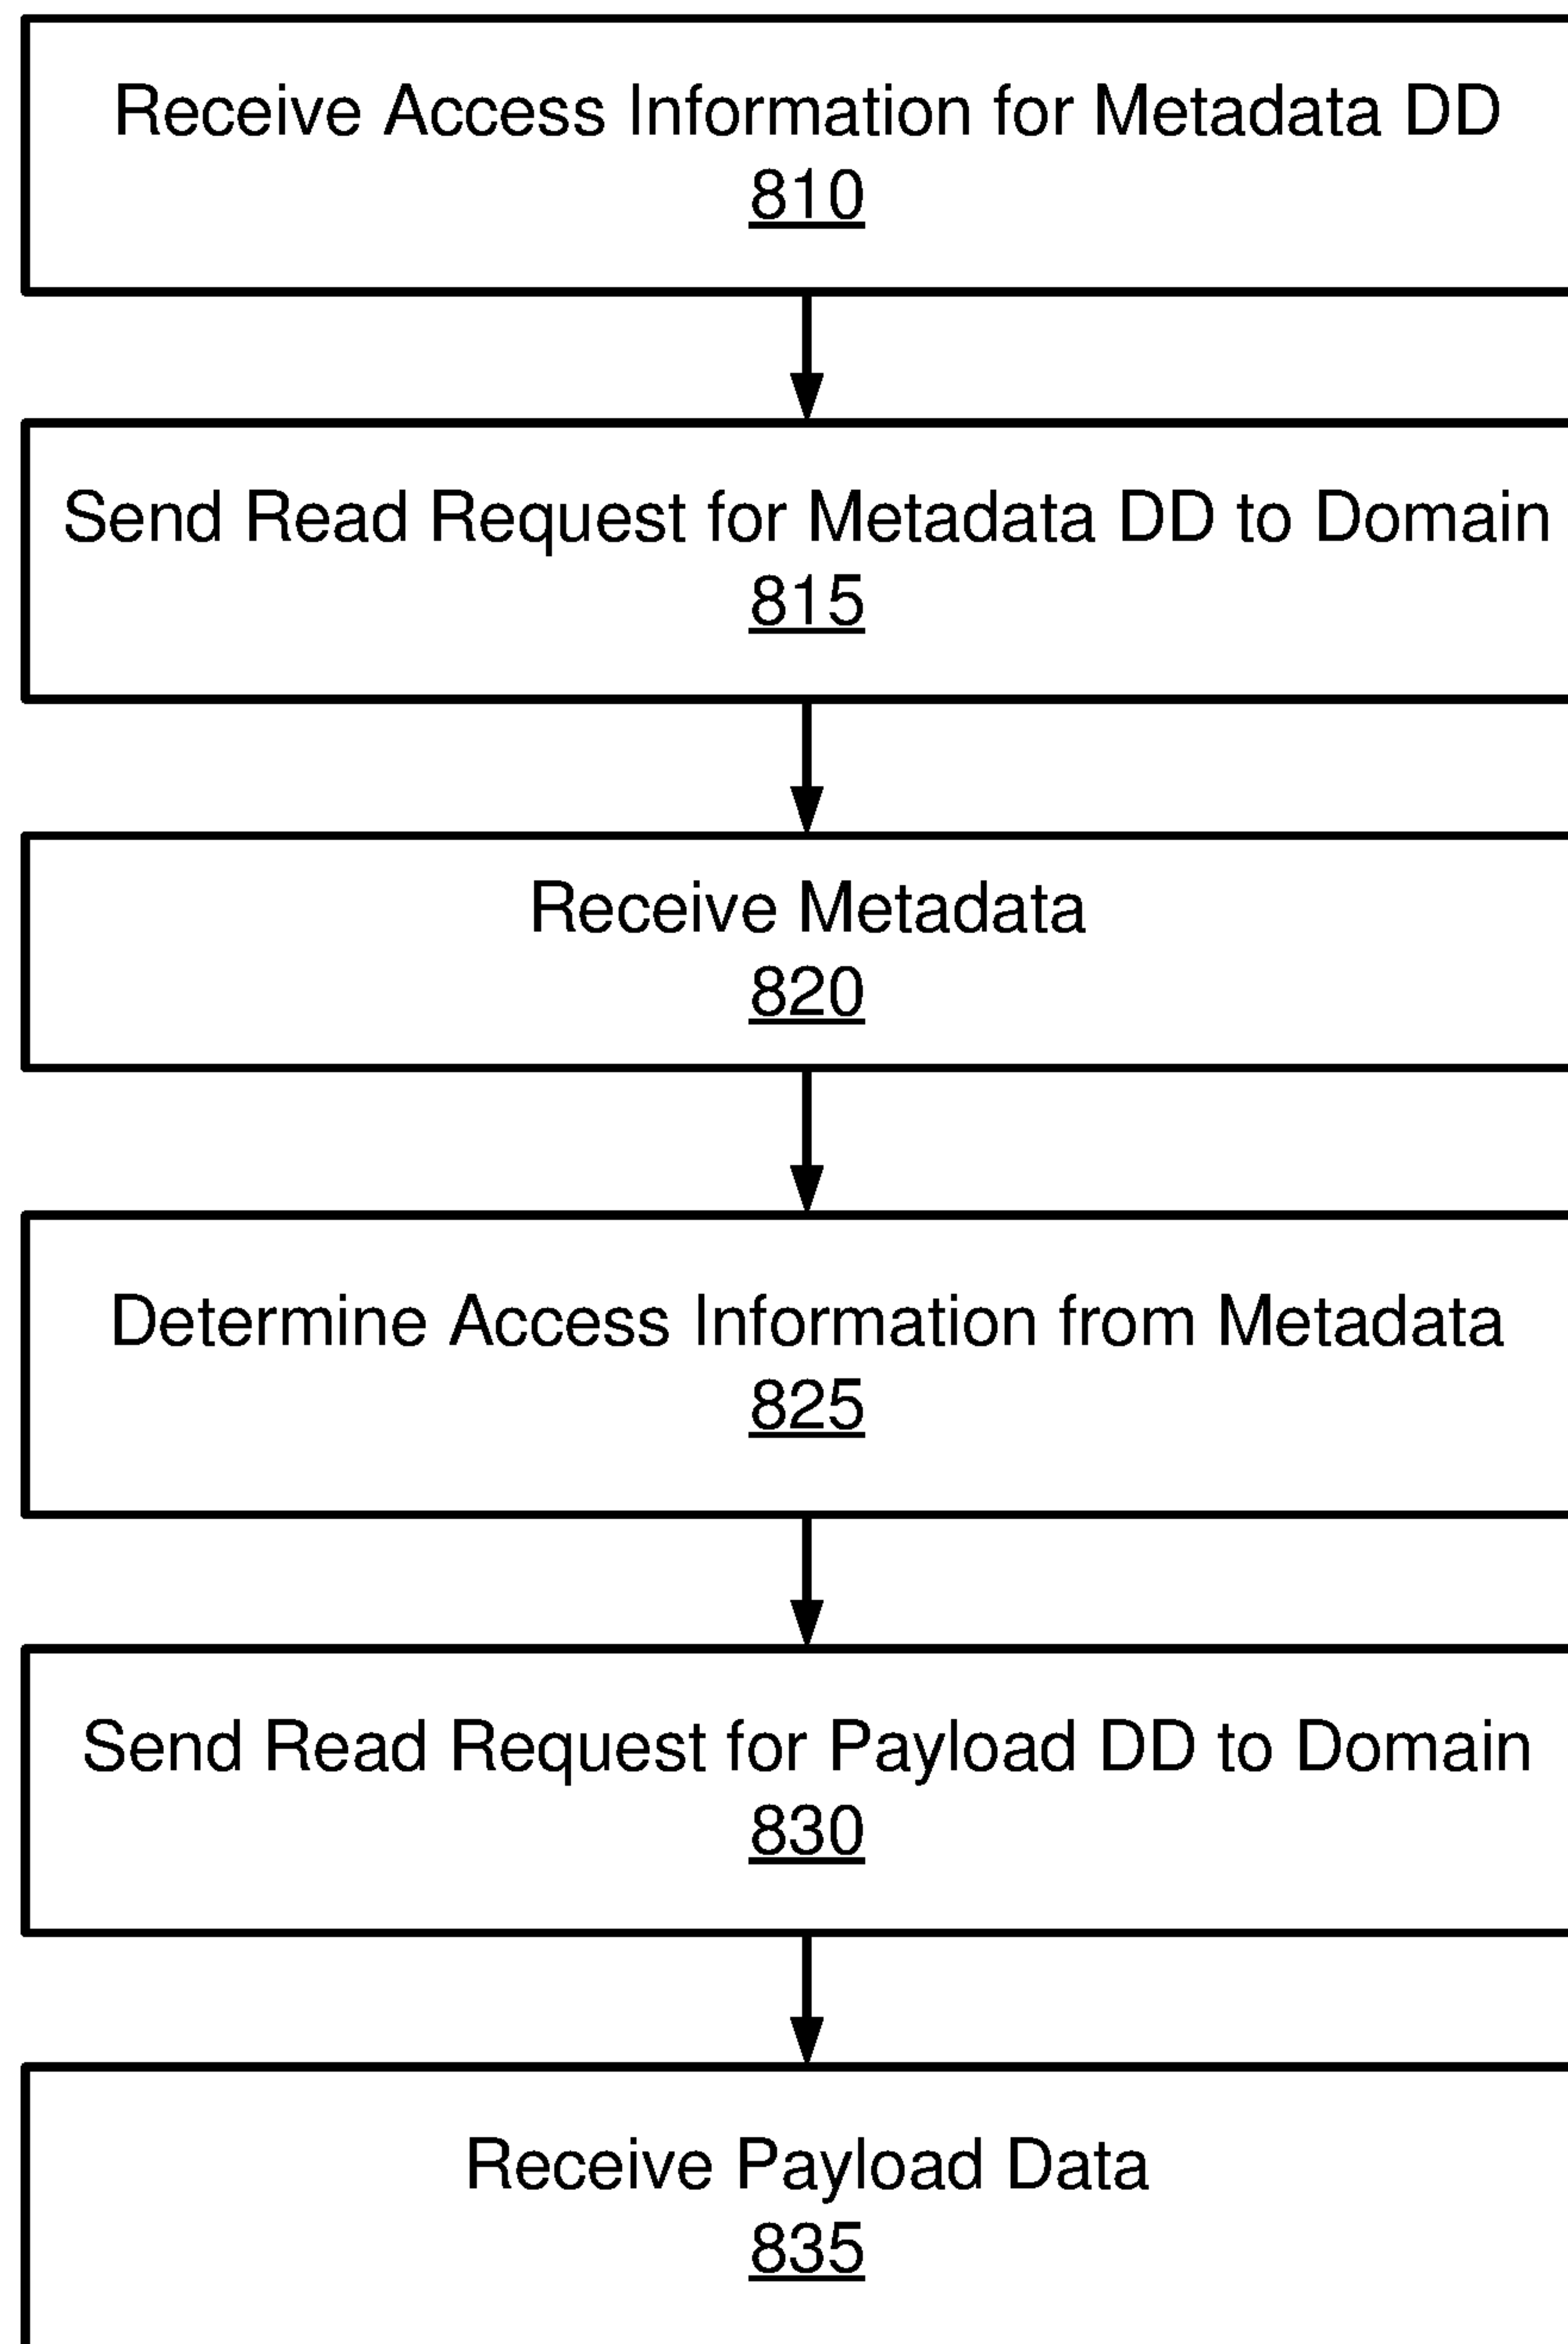 Receive Access Information for Metadata DD
810
Send Read Request for Metadata DD to Domain
815
Receive Metadata
820
Determine Access Information from Metadata
825
Send Read Request for Payload DD to Domain
830
Receive Payload Data
835